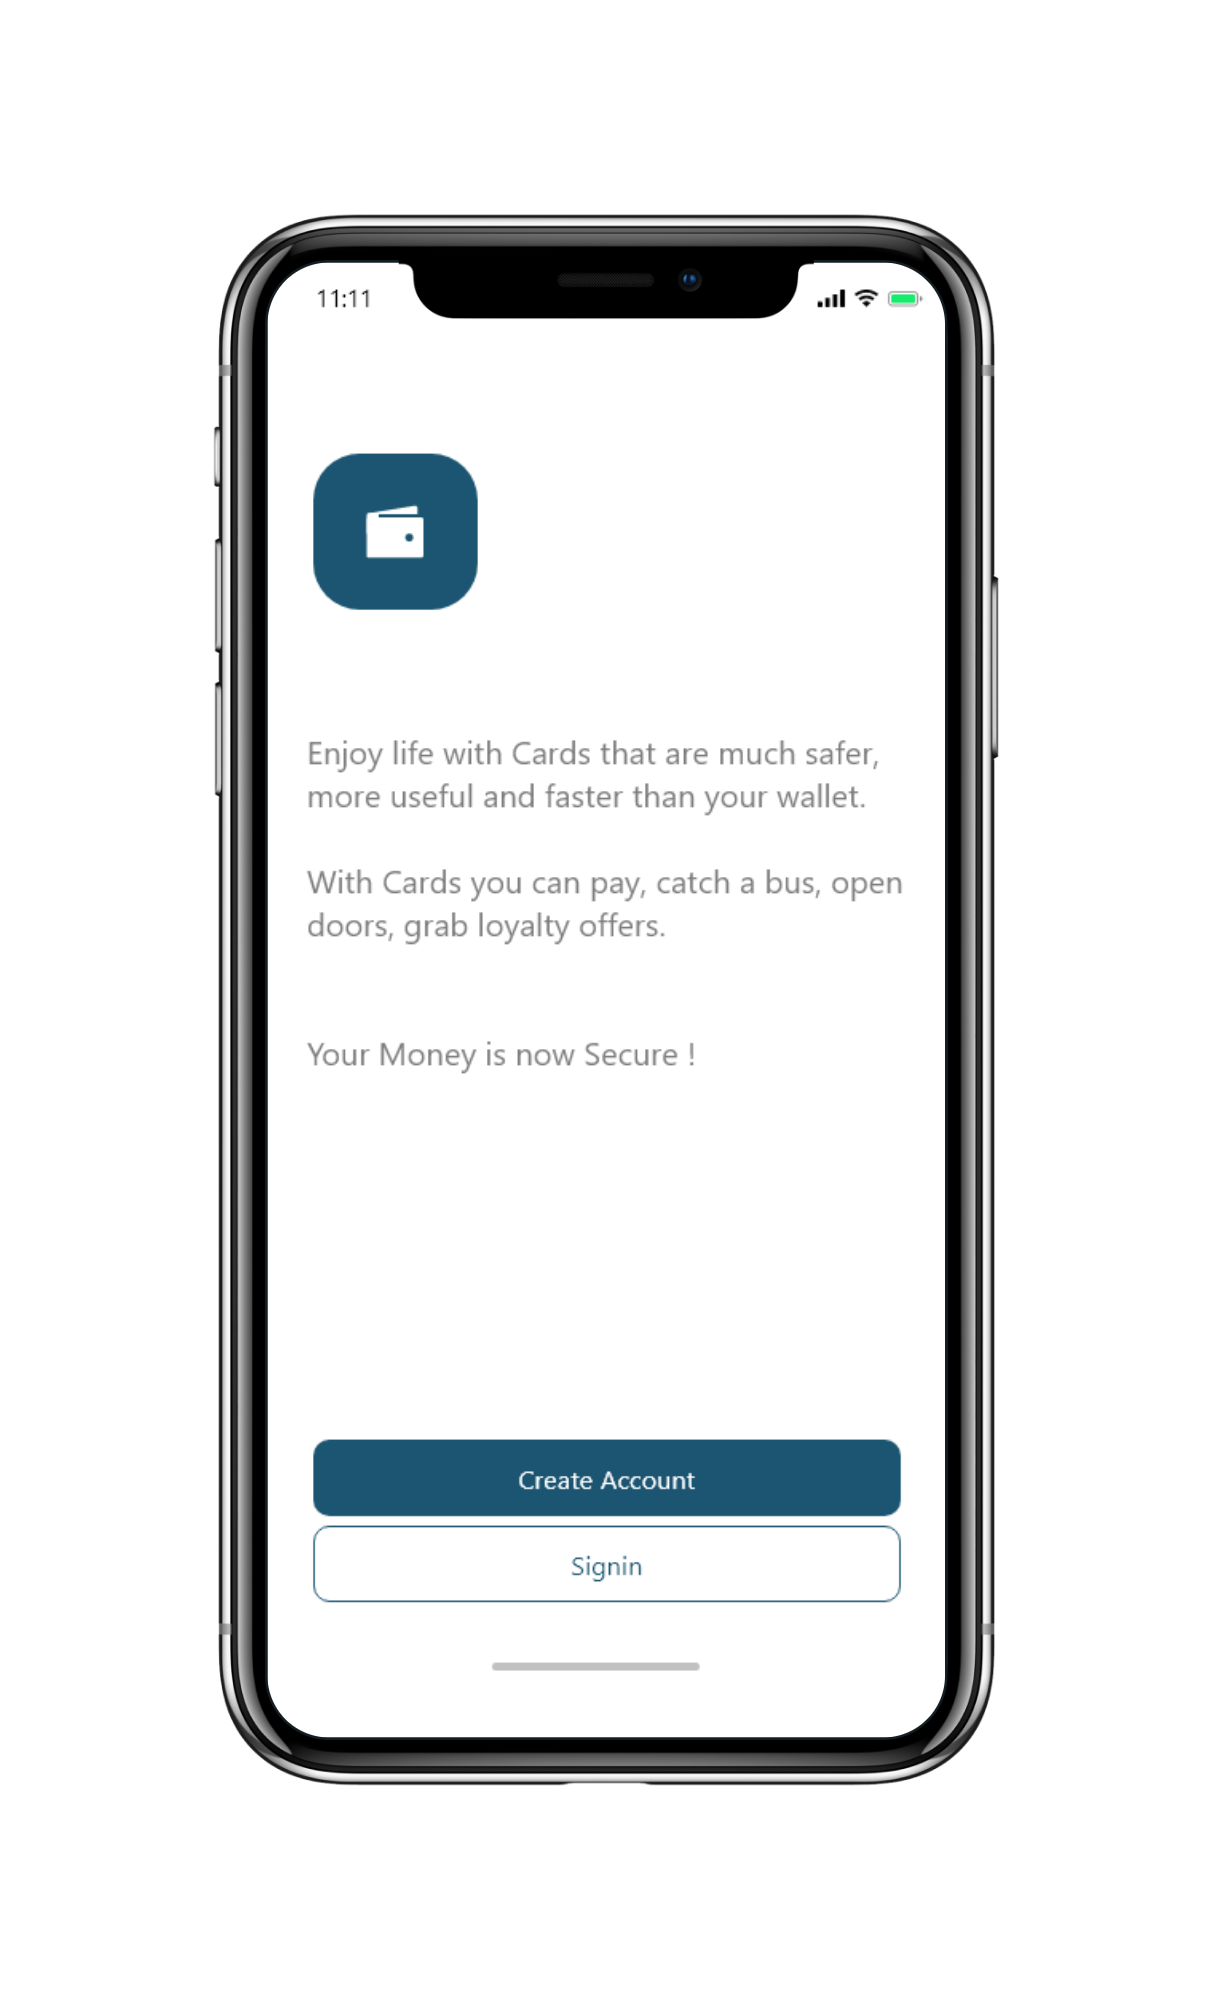 11:11
Enjoy life with Cards that are much safer,
more useful and faster than your wallet.
With Cards you can pay, catch a bus, open
doors, grab loyalty offers.
Your Money is now Secure !
Create Account
Signin